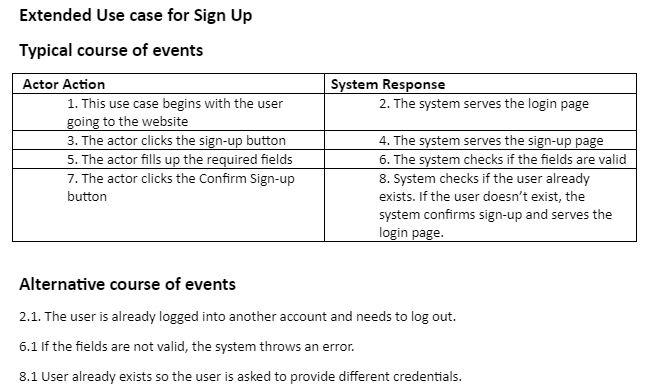 Extended Use case for Sign Up
Typical course of events
Actor Action
System Response
1. This use case begins with the user
going to the website
2. The system serves the login page
3. The actor clicks the sign-up button
4. The system serves the sign-up page
5. The actor fills up the required fields
6. The system checks if the fields are valid
7. The actor clicks the Confirm Sign-up
button
8. System checks if the user already
exists. If the user doesn’t exist, the
system confirms sign-up and serves the
login page.
Alternative course of events
2.1. The user is already logged into another account and needs to log out.
6.1 If the fields are not valid, the system throws an error.
8.1 User already exists so the user is asked to provide different credentials.